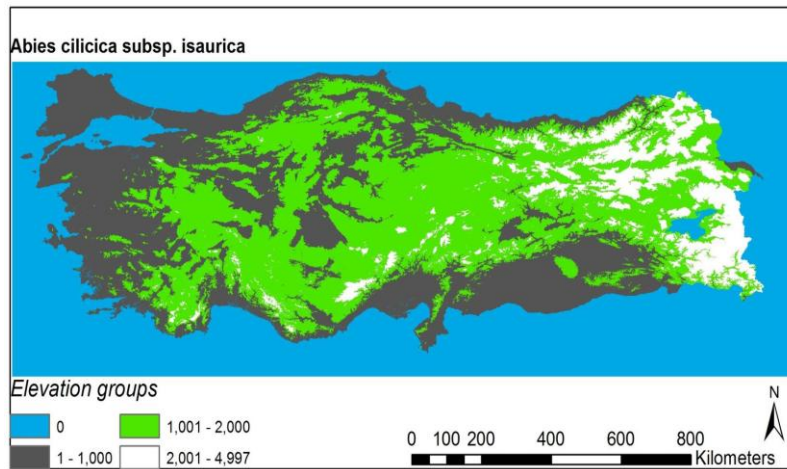 Abies cilicica subsp. isaurica
Elevation groups
0
1,001 - 2,000
1 - 1,000
2,001 - 4,997
N
0 100 200 400 600 800
Kilometers